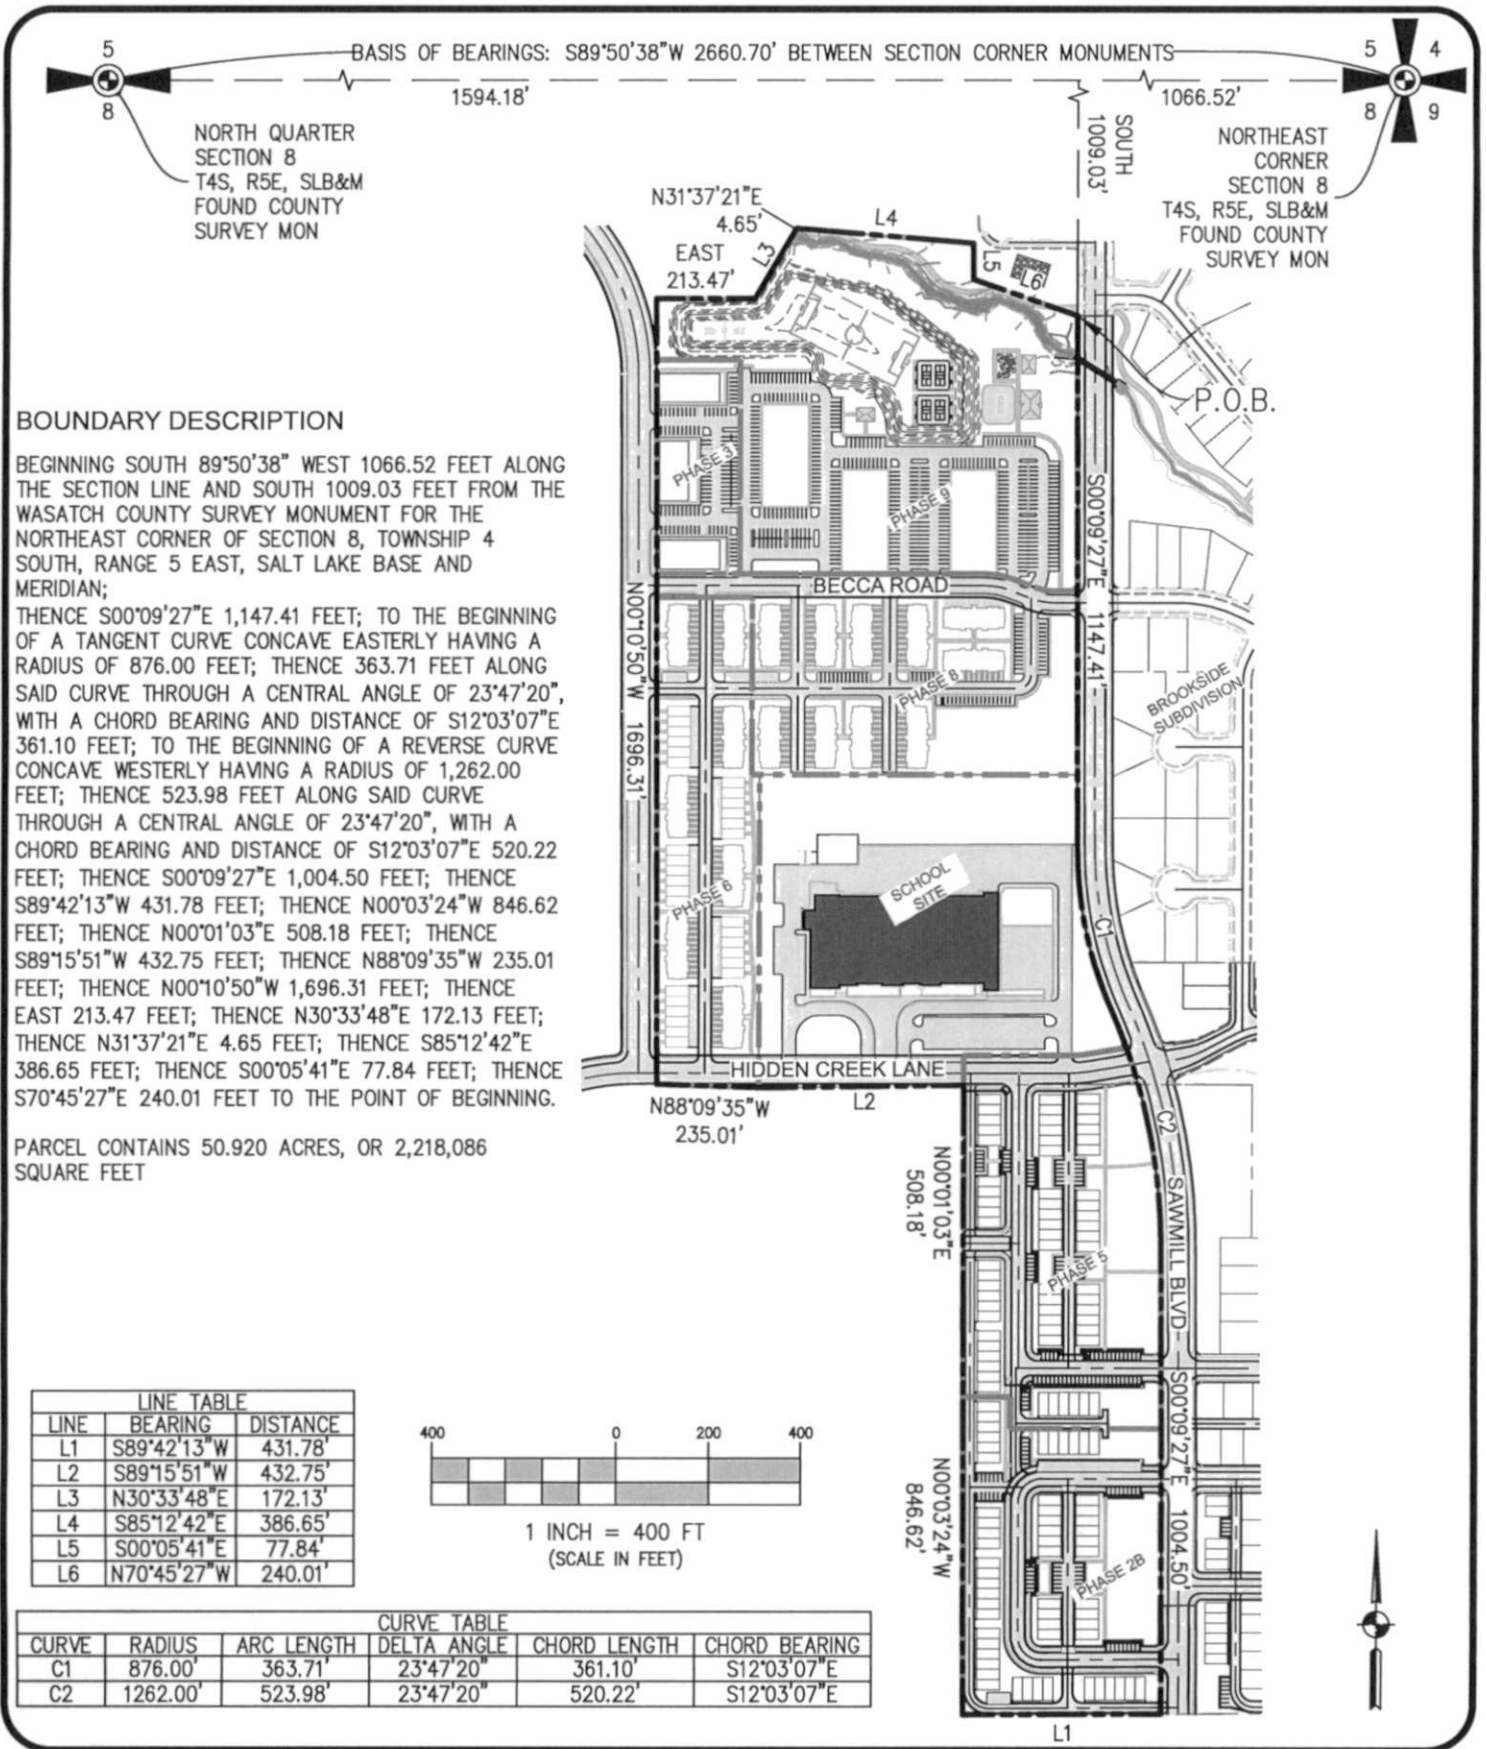 5
8
BASIS OF BEARINGS: S89°50'38"W 2660.70' BETWEEN SECTION CORNER MONUMENTS
1594.18'
1066.52'
5 4
8 9
NORTH QUARTER
SECTION 8
T4S, R5E, SLB&M
FOUND COUNTY
SURVEY MON
SOUTH
1009.03'
NORTHEAST
CORNER
SECTION 8
T4S, R5E, SLB&M
FOUND COUNTY
SURVEY MON
N31°37'21"E
4.65'
EAST
213.47'
L3
L4
L5
L6
P.O.B.
BOUNDARY DESCRIPTION
BEGINNING SOUTH 89°50'38" WEST 1066.52 FEET ALONG
THE SECTION LINE AND SOUTH 1009.03 FEET FROM THE
WASATCH COUNTY SURVEY MONUMENT FOR THE
NORTHEAST CORNER OF SECTION 8, TOWNSHIP 4
SOUTH, RANGE 5 EAST, SALT LAKE BASE AND
MERIDIAN;
THENCE S00°09'27"E 1,147.41 FEET; TO THE BEGINNING
OF A TANGENT CURVE CONCAVE EASTERLY HAVING A
RADIUS OF 876.00 FEET; THENCE 363.71 FEET ALONG
SAID CURVE THROUGH A CENTRAL ANGLE OF 23°47'20",
WITH A CHORD BEARING AND DISTANCE OF S12°03'07"E
361.10 FEET; TO THE BEGINNING OF A REVERSE CURVE
CONCAVE WESTERLY HAVING A RADIUS OF 1,262.00
FEET; THENCE 523.98 FEET ALONG SAID CURVE
THROUGH A CENTRAL ANGLE OF 23°47'20", WITH A
CHORD BEARING AND DISTANCE OF S12°03'07"E 520.22
FEET; THENCE S00°09'27"E 1,004.50 FEET; THENCE
S89°42'13"W 431.78 FEET; THENCE N00°03'24"W 846.62
FEET; THENCE N00°01'03"E 508.18 FEET; THENCE
S89°15'51"W 432.75 FEET; THENCE N88°09'35"W 235.01
FEET; THENCE N00°10'50"W 1,696.31 FEET; THENCE
EAST 213.47 FEET; THENCE N30°33'48"E 172.13 FEET;
THENCE N31°37'21"E 4.65 FEET; THENCE S85°12'42"E
386.65 FEET; THENCE S00°05'41"E 77.84 FEET; THENCE
S70°45'27"E 240.01 FEET TO THE POINT OF BEGINNING.
PARCEL CONTAINS 50.920 ACRES, OR 2,218,086
SQUARE FEET
PHASE 3
PHASE 9
BECCA ROAD
S00°09'27"E 1147.41'
N00°10'50"W 1696.31'
PHASE 8
BROOKSIDE
SUBDIVISION
PHASE 6
SCHOOL
SITE
C1
HIDDEN CREEK LANE
L2
N88°09'35"W
235.01'
C2
SAWMILL BLVD
N00°01'03"E
508.18'
PHASE 5
S00°09'27"E 1004.50'
N00°03'24"W
846.62'
PHASE 2B
L1
LINE TABLE
LINE BEARING DISTANCE
L1 S89°42'13"W 431.78'
L2 S89°15'51"W 432.75'
L3 N30°33'48"E 172.13'
L4 S85°12'42"E 386.65'
L5 S00°05'41"E 77.84'
L6 N70°45'27"W 240.01'
400 0 200 400
1 INCH = 400 FT
(SCALE IN FEET)
CURVE TABLE
CURVE RADIUS ARC LENGTH DELTA ANGLE CHORD LENGTH CHORD BEARING
C1 876.00' 363.71' 23°47'20" 361.10' S12°03'07"E
C2 1262.00' 523.98' 23°47'20" 520.22' S12°03'07"E